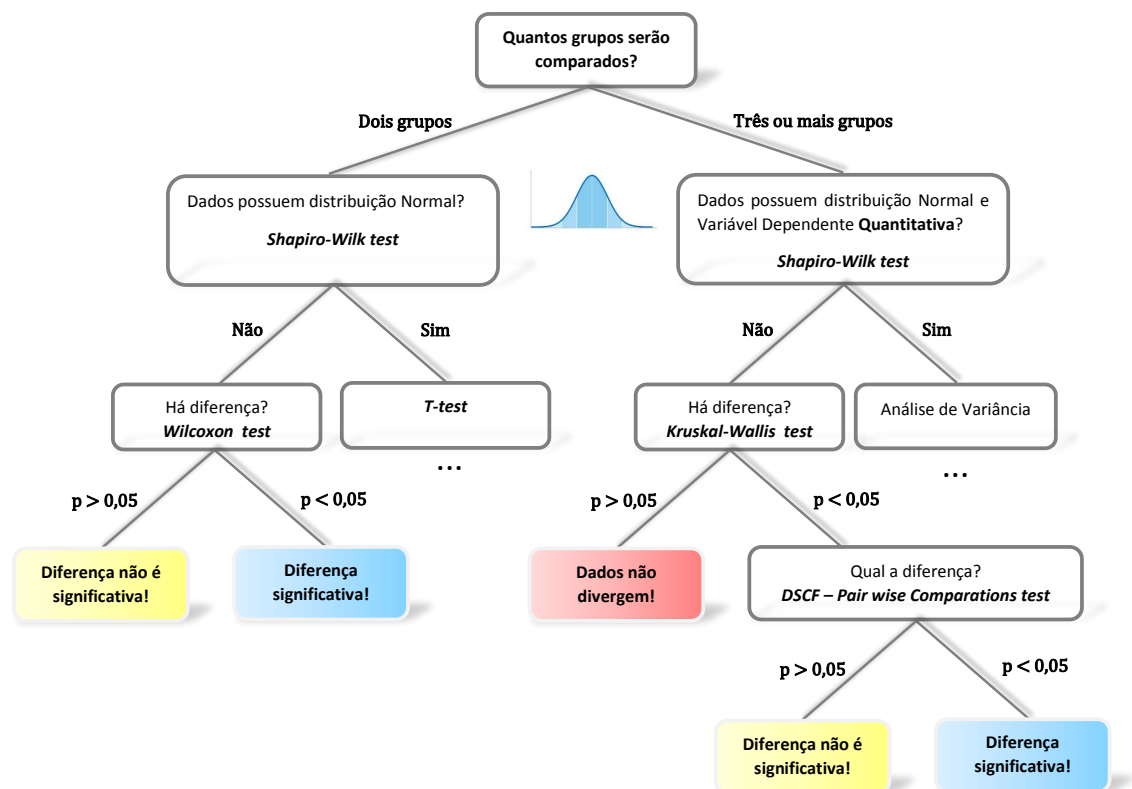 Quantos grupos serão
comparados?
Dois grupos
Três ou mais grupos
Dados possuem distribuição Normal?
Shapiro-Wilk test
Dados possuem distribuição Normal e
Variável Dependente Quantitativa?
Shapiro-Wilk test
Não
Sim
Não
Sim
Há diferença?
Wilcoxon test
T-test
...
Há diferença?
Kruskal-Wallis test
Análise de Variância
...
p > 0,05
p < 0,05
p > 0,05
p < 0,05
Diferença não é
significativa!
Diferença
significativa!
Dados não
divergem!
Qual a diferença?
DSCF – Pair wise Comparations test
p > 0,05
p < 0,05
Diferença não é
significativa!
Diferença
significativa!